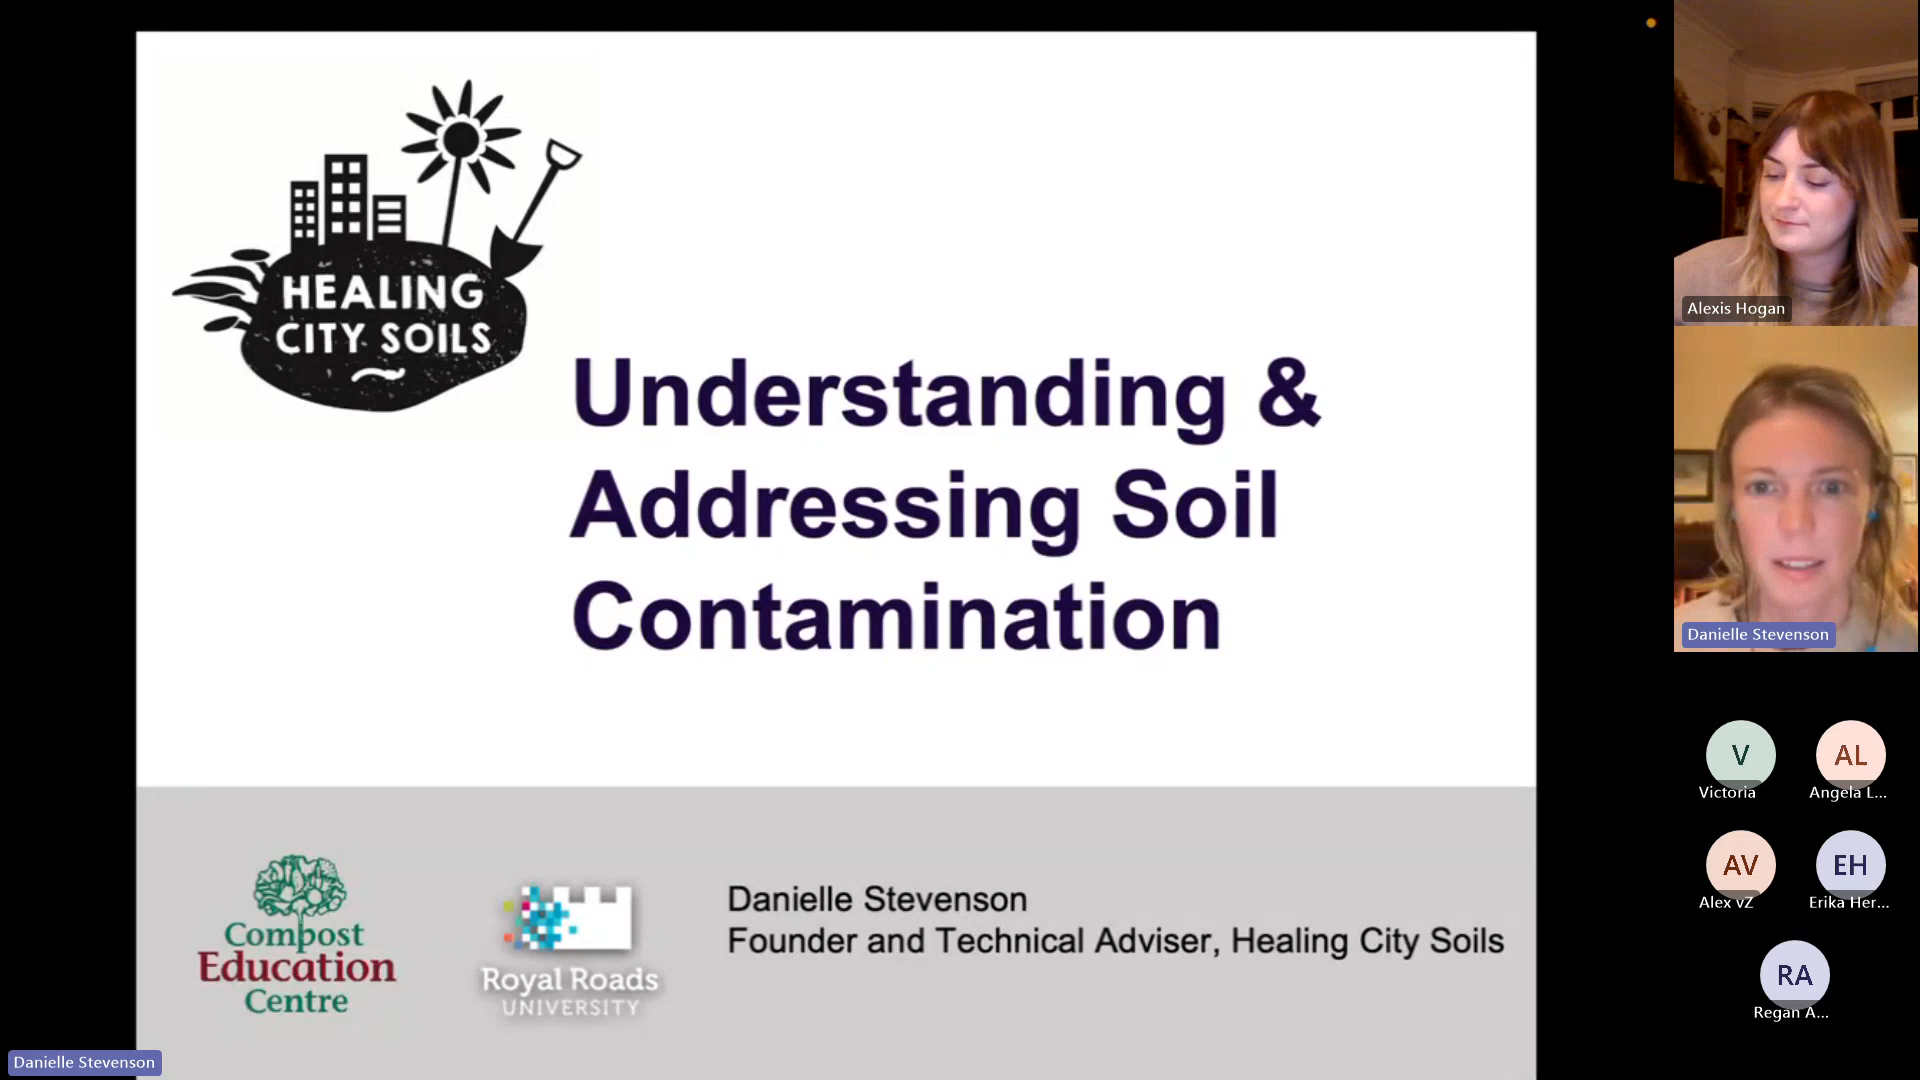 HEALING
CITY SOILS
Understanding &
Addressing Soil
Contamination
Compost
Education
Centre
Royal Roads
UNIVERSITY
Danielle Stevenson
Founder and Technical Adviser, Healing City Soils
Danielle Stevenson
Alexis Hogan
Danielle Stevenson
V
Victoria
AL
Angela L...
AV
Alex vZ
EH
Erika Her...
RA
Regan A...